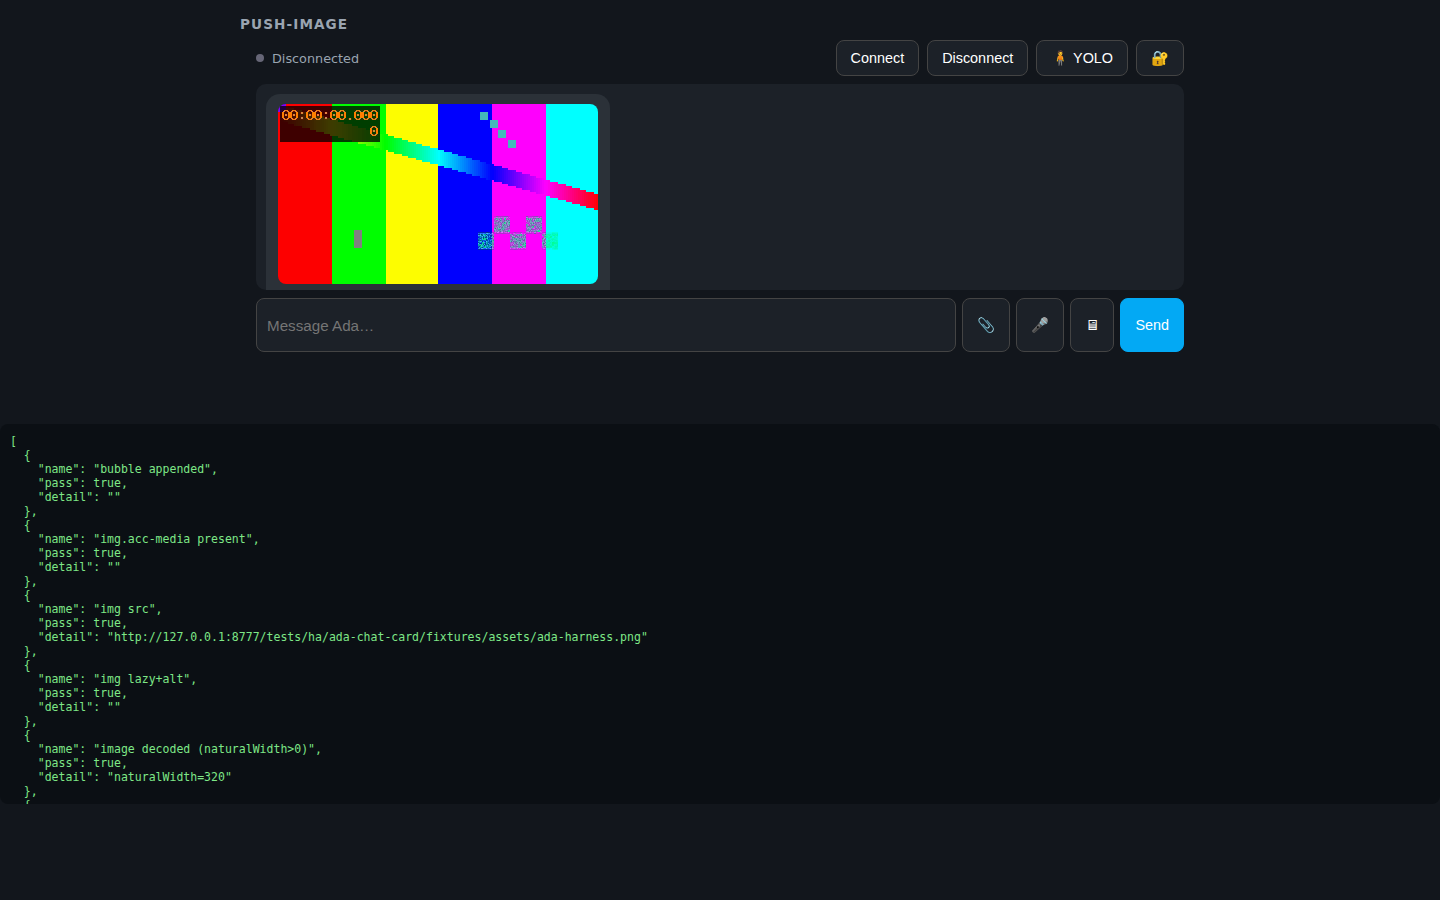 PUSH-IMAGE
Disconnected
Connect
Disconnect
YOLO
00:00:00.000
0
Message Ada…
Send
[
  {
    "name": "bubble appended",
    "pass": true,
    "detail": ""
  },
  {
    "name": "img.acc-media present",
    "pass": true,
    "detail": ""
  },
  {
    "name": "img src",
    "pass": true,
    "detail": "http://127.0.0.1:8777/tests/ha/ada-chat-card/fixtures/assets/ada-harness.png"
  },
  {
    "name": "img lazy+alt",
    "pass": true,
    "detail": ""
  },
  {
    "name": "image decoded (naturalWidth>0)",
    "pass": true,
    "detail": "naturalWidth=320"
  },
  {